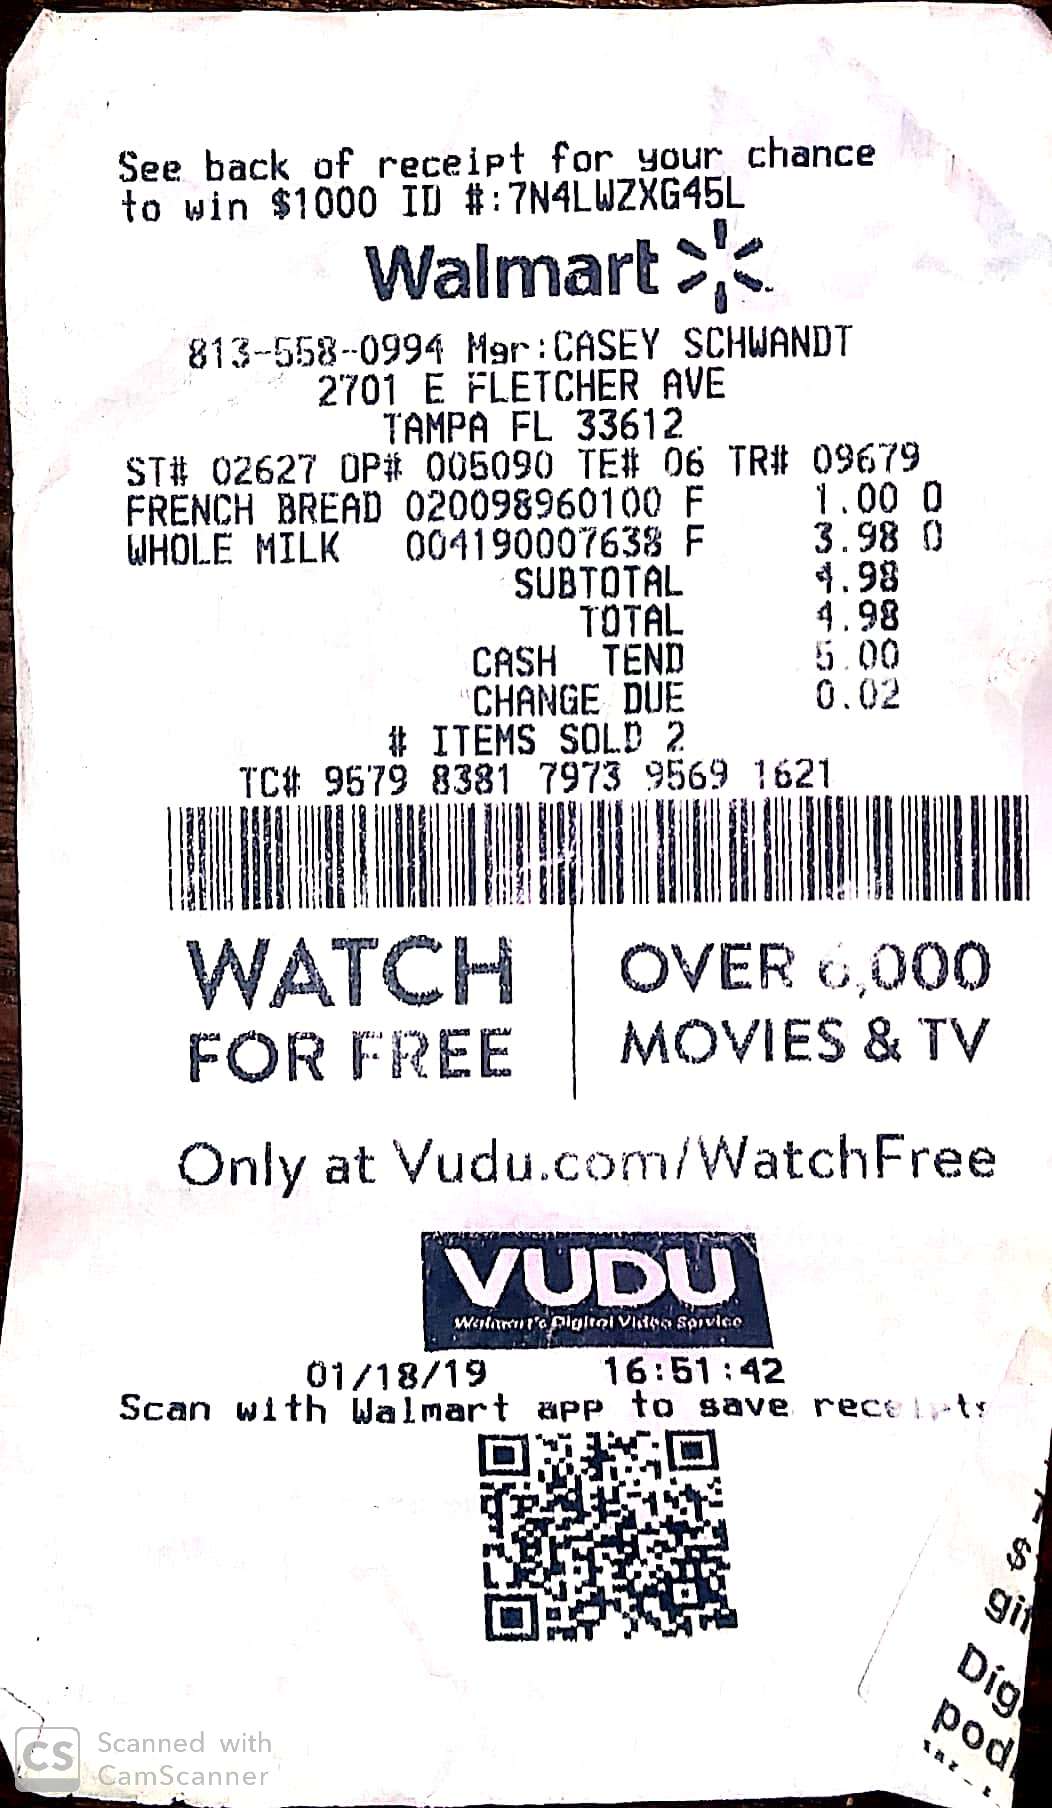 See back of receipt for your chance
to win $1000 ID #:7N4LWZXG45L
Walmart
813-558-0994 Mgr:CASEY SCHWANDT
2701 E FLETCHER AVE
TAMPA FL 33612
ST# 02627 OP# 005090 TE# 06 TR# 09679
FRENCH BREAD 020098960100 F 1.00 O
WHOLE MILK 004190007638 F 3.98 O
SUBTOTAL 4.98
TOTAL 4.98
CASH TEND 5.00
CHANGE DUE 0.02
# ITEMS SOLD 2
TC# 9579 8381 7973 9569 1621
WATCH FOR FREE
OVER 6,000 MOVIES & TV
Only at Vudu.com/WatchFree
VUDU
Walmart's Digital Video Service
01/18/19 16:51:42
Scan with Walmart app to save receipts
$
gif
Dig
pod
CS Scanned with
CamScanner